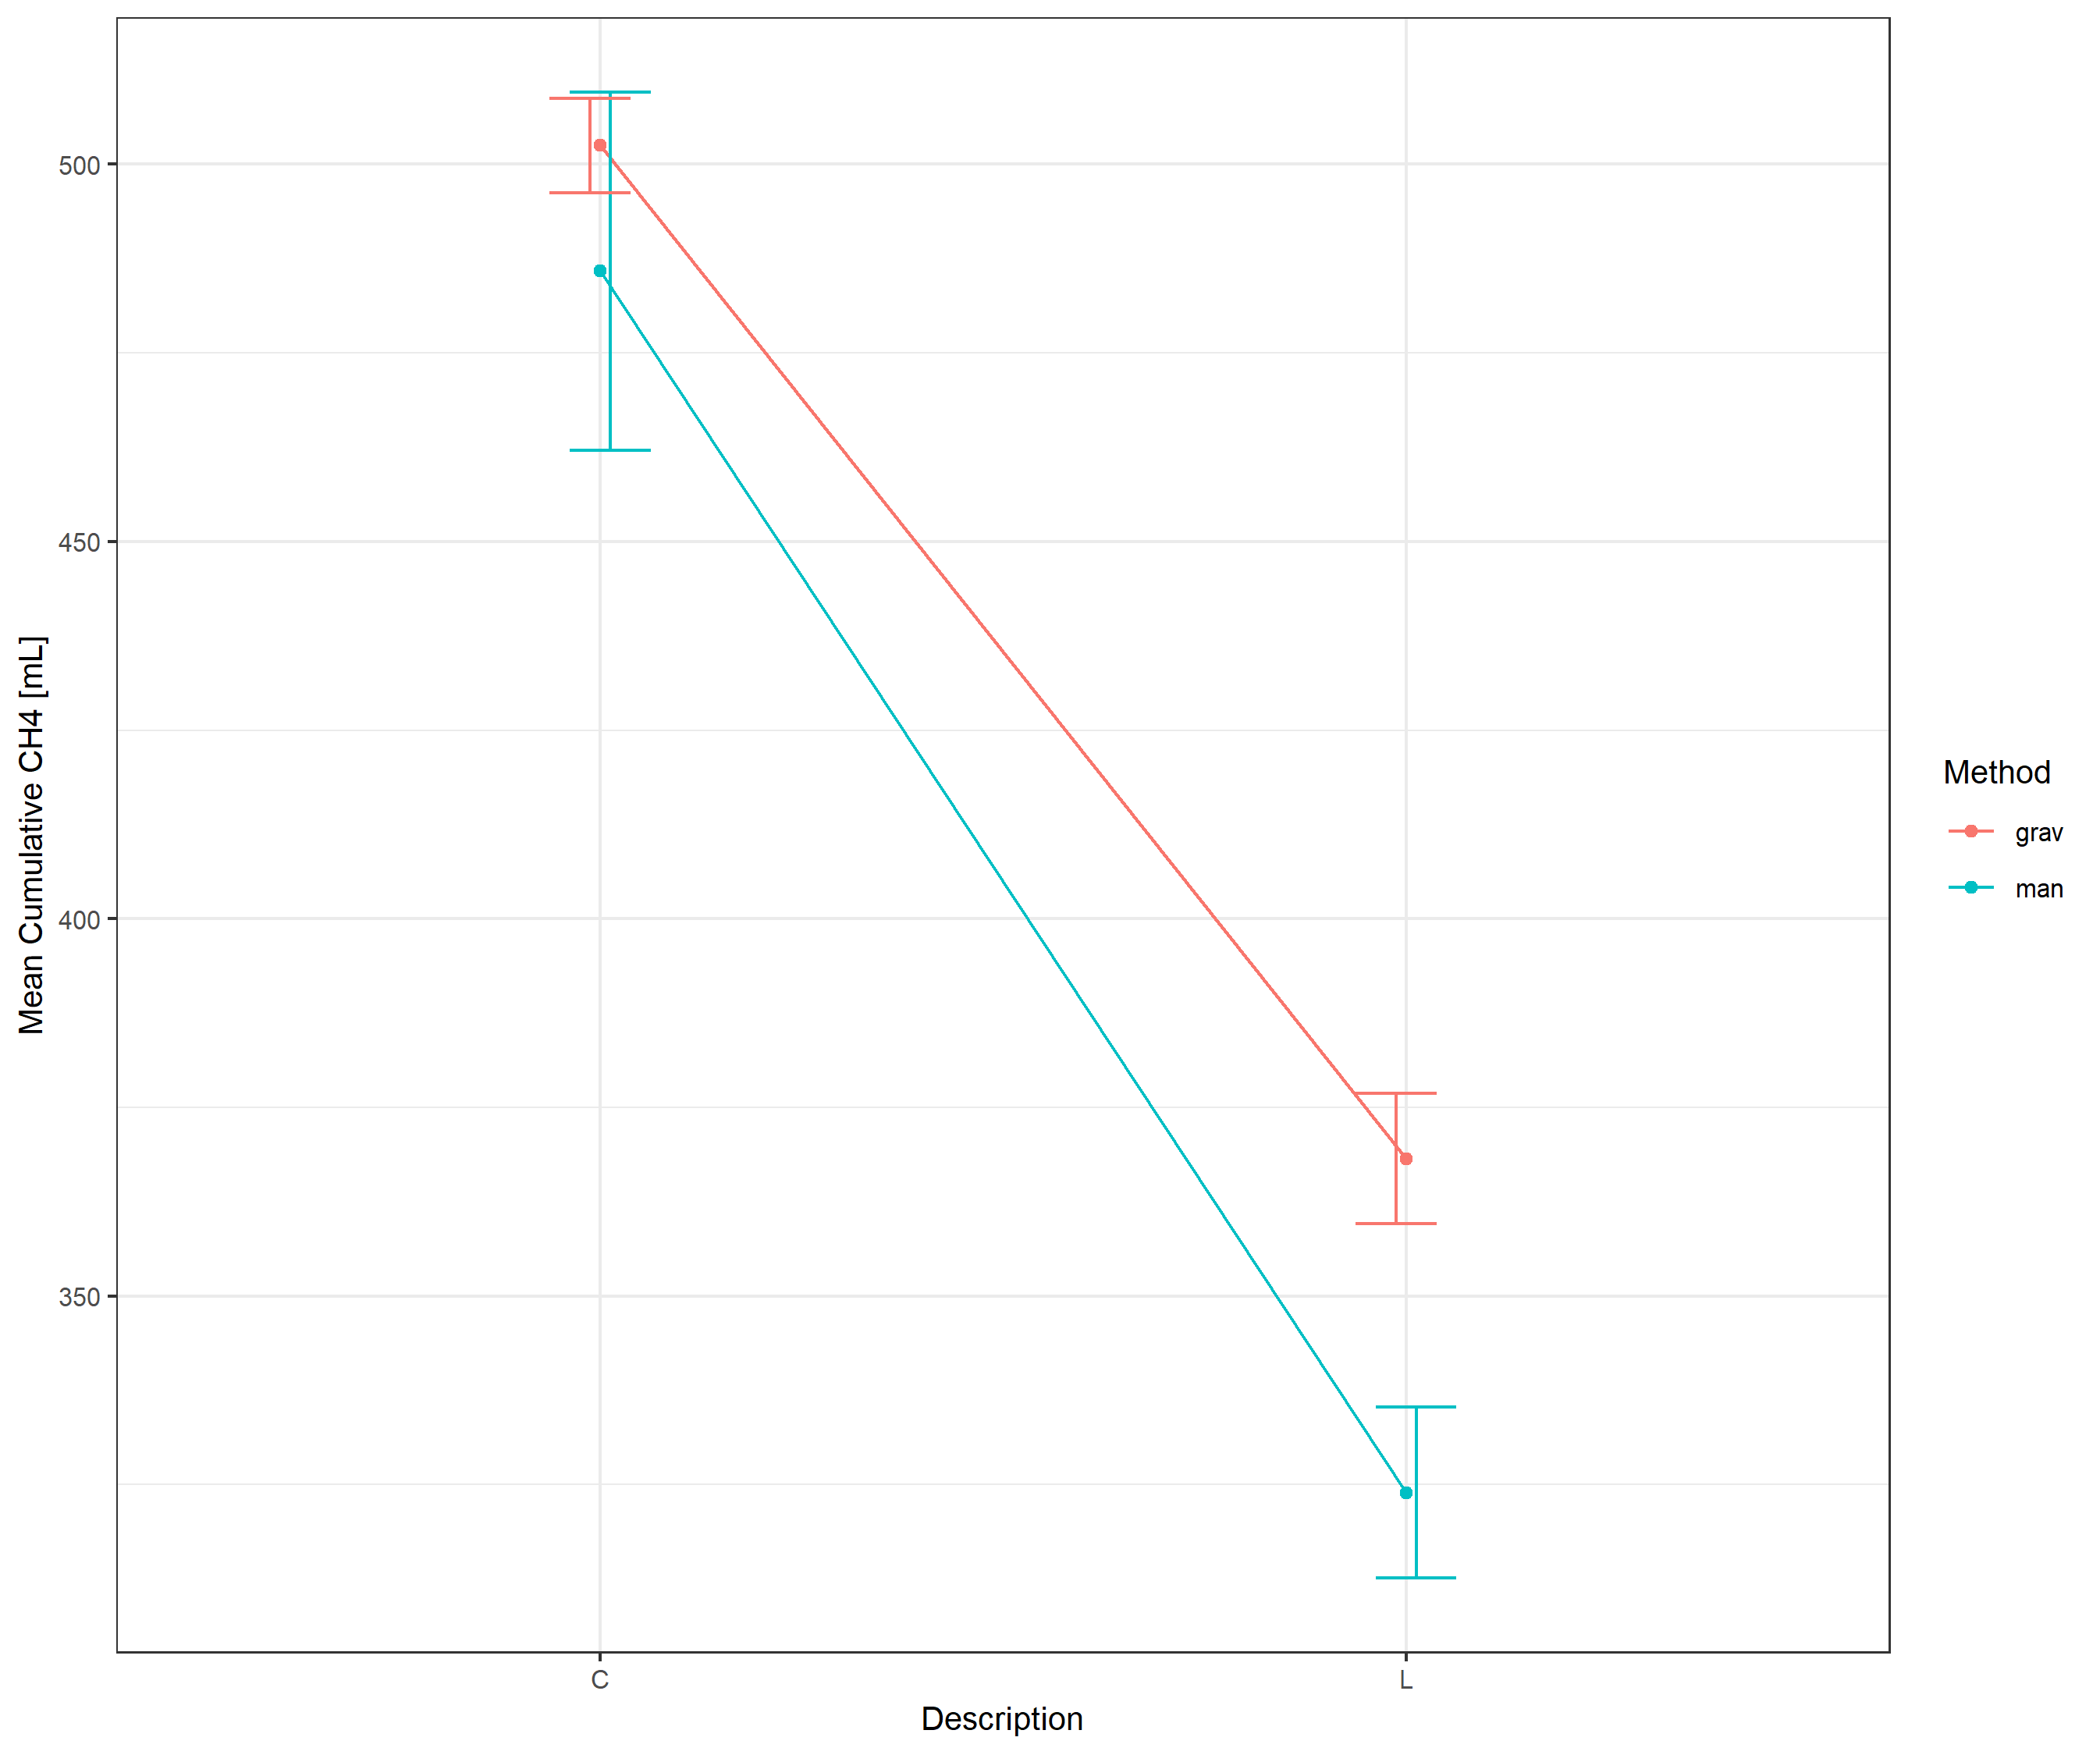 500
450
400
350
Mean Cumulative CH4 [mL]
C
L
Description
Method
grav
man